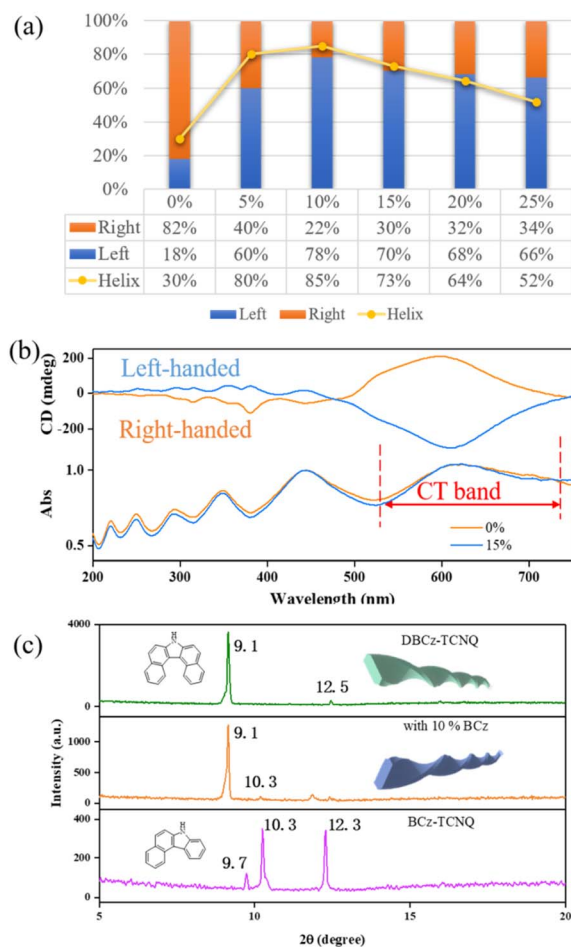 (a)
100%
80%
60%
40%
20%
0%
0% 5% 10% 15% 20% 25%
Right 82% 40% 22% 30% 32% 34%
Left 18% 60% 78% 70% 68% 66%
Helix 30% 80% 85% 73% 64% 52%
Left Right Helix
(b)
CD (mdeg)
200
0
-200
Left-handed
Right-handed
Abs
1.0
0.5
CT band
0%
15%
200 300 400 500 600 700
Wavelength (nm)
(c)
Intensity (a.u.)
4000
0
H
N
9.1
12.5
DBCz-TCNQ
1000
500
0
9.1
10.3
with 10 % BCz
400
200
0
H
N
9.7
10.3
12.3
BCz-TCNQ
5 10 15 20
2θ (degree)